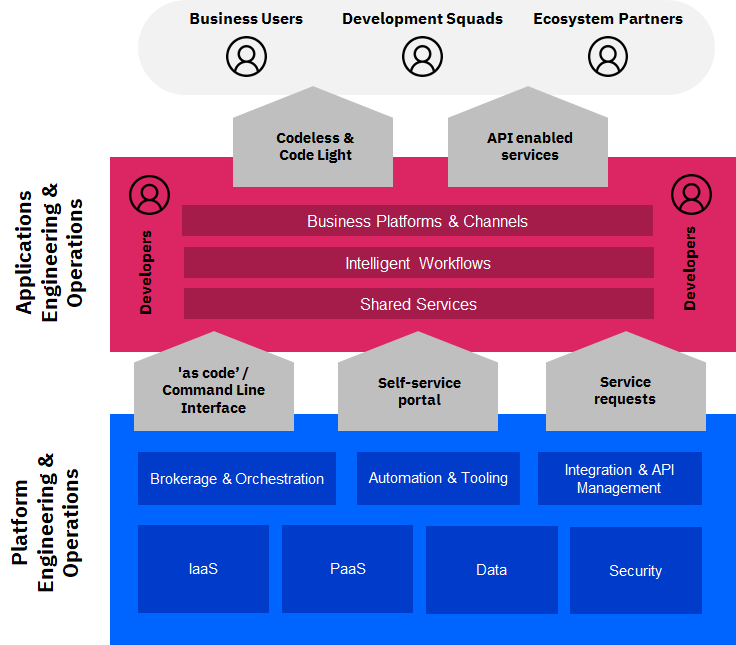 Business Users
Development Squads
Ecosystem Partners
Codeless &
Code Light
API enabled
services
Applications
Engineering &
Operations
Developers
Developers
Business Platforms & Channels
Intelligent Workflows
Shared Services
'as code’ /
Command Line
Interface
Self-service
portal
Service
requests
Platform
Engineering &
Operations
Brokerage & Orchestration
Automation & Tooling
Integration & API
Management
IaaS
PaaS
Data
Security